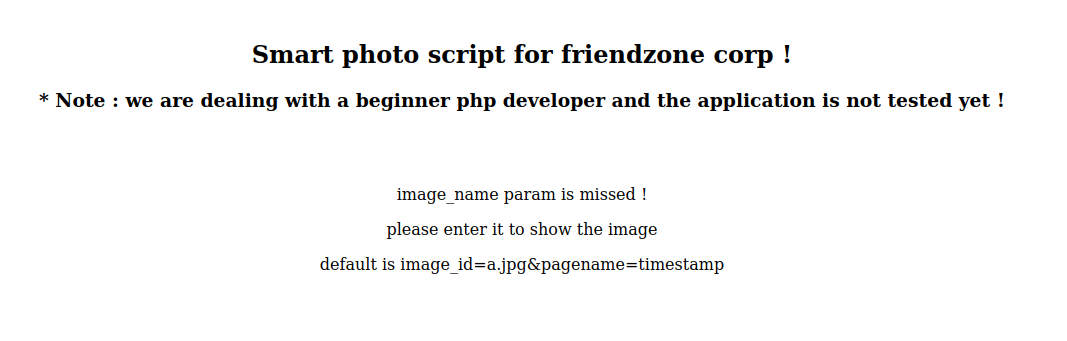 Smart photo script for friendzone corp !
* Note : we are dealing with a beginner php developer and the application is not tested yet !
image_name param is missed !
please enter it to show the image
default is image_id=a.jpg&pagename=timestamp